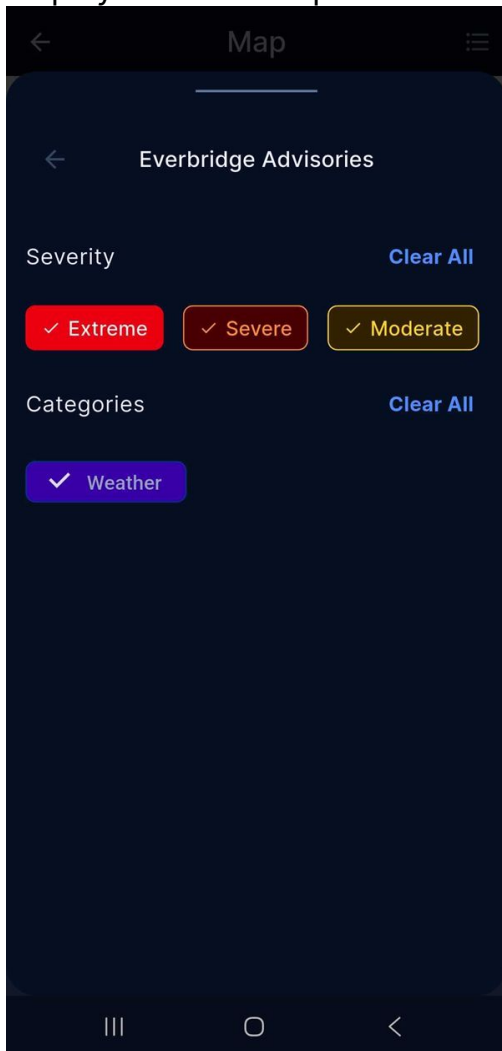 Map
Everbridge Advisories
Severity Clear All
Extreme Severe Moderate
Categories Clear All
Weather